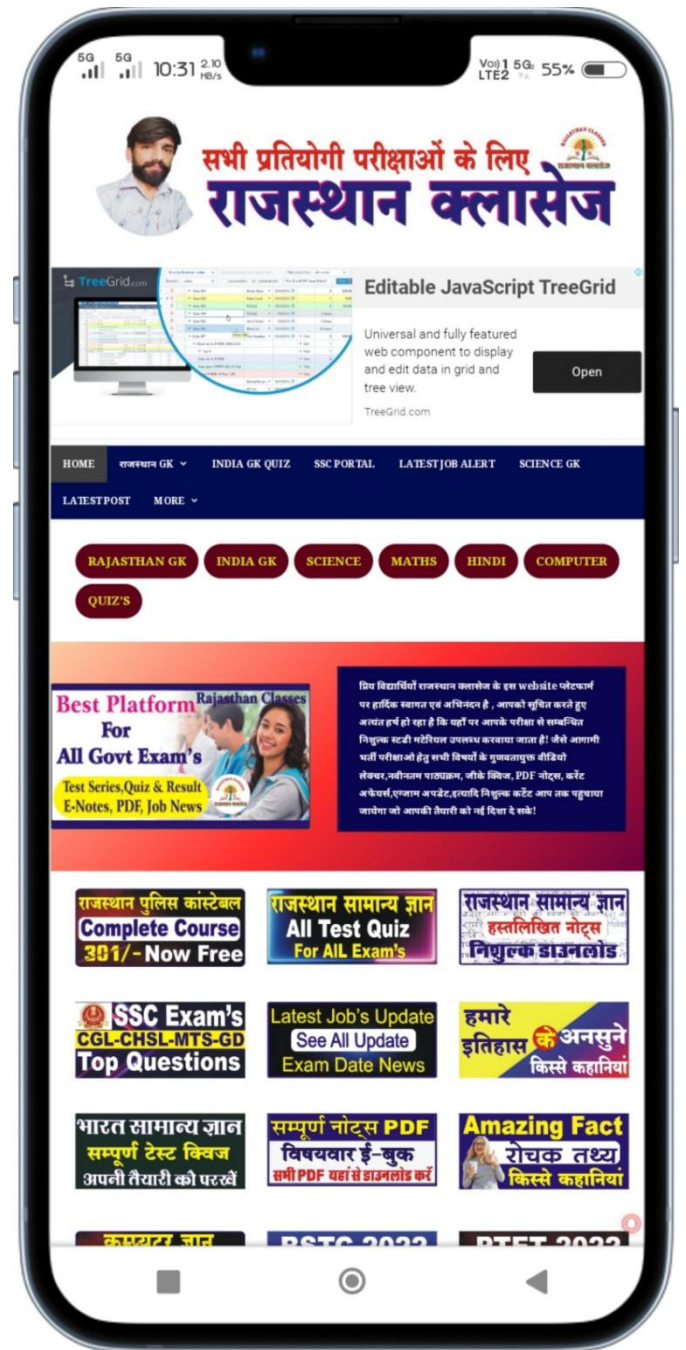 5G 5G 10:31 2.10 HB/s Vo) 1 LTE2 5G 55%
सभी प्रतियोगी परीक्षाओं के लिए
राजस्थान क्लासेज
TreeGrid.com
Editable JavaScript TreeGrid
Universal and fully featured
web component to display
and edit data in grid and
tree view.
Open
TreeGrid.com
HOME राजस्थान GK INDIA GK QUIZ SSC PORTAL LATEST JOB ALERT SCIENCE GK
LATEST POST MORE
RAJASTHAN GK INDIA GK SCIENCE MATHS HINDI COMPUTER
QUIZ'S
Best Platform Rajasthan Classes
For
All Govt Exam's
Test Series,Quiz & Result
E-Notes, PDF, Job News
प्रिय विद्यार्थियों राजस्थान क्लासेज के इस website प्लेटफार्म
पर हार्दिक स्वागत एवं अभिनंदन है , आपको सूचित करते हुए
अत्यंत हर्ष हो रहा है कि यहाँ पर आपके परीक्षा से सम्बन्धित
निशुल्क स्टडी मटेरियल उपलब्ध करवाया जाता है! जैसे आगामी
भर्ती परीक्षाओ हेतु सभी विषयों के गुणवतायुक्त वीडियो
लेक्चर,नवीनतम पाठ्यक्रम, जीके क्विज, PDF नोट्स, करेंट
अफेयर्स,एग्जाम अपडेट,इत्यादि निशुल्क कर्टेट आप तक पहुचाया
जायेगा जो आपकी तैयारी को नई दिशा दे सके!
राजस्थान पुलिस कांस्टेबल
Complete Course
301/- Now Free
राजस्थान सामान्य ज्ञान
All Test Quiz
For AlL Exam's
राजस्थान सामान्य ज्ञान
हस्तलिखित नोट्स
निशुल्क डाउनलोड
SSC Exam's
CGL-CHSL-MTS-GD
Top Questions
Latest Job's Update
See All Update
Exam Date News
हमारे
इतिहास के अनसुने
किस्से कहानियां
भारत सामान्य ज्ञान
सम्पूर्ण टेस्ट क्विज
अपनी तैयारी को परखें
सम्पूर्ण नोट्स PDF
विषयवार ई-बुक
सभी PDF यहां से डाउनलोड करें
Amazing Fact
रोचक तथ्य
किस्से कहानियां
कम्प्यूटर ज्ञान BSTC 2022 PTET 2022